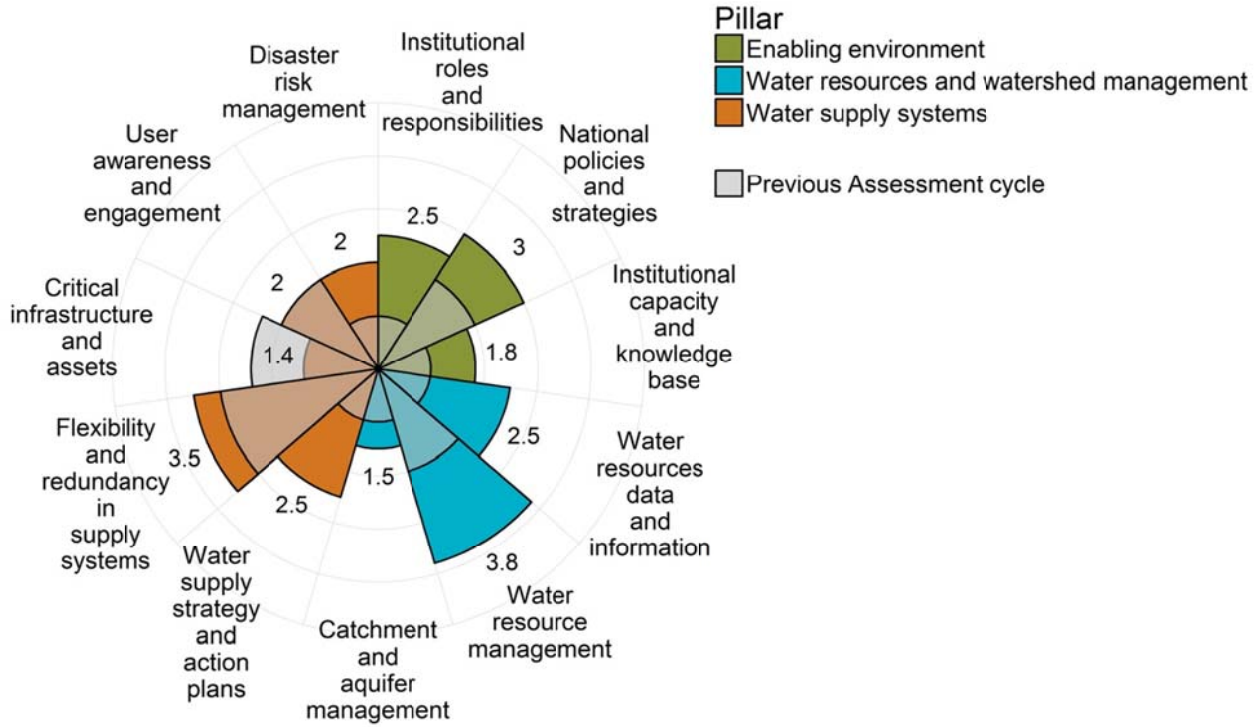 Pillar
Enabling environment
Water resources and watershed management
Water supply systems
Previous Assessment cycle
Institutional
roles
and
responsibilities
National
policies
and
strategies
Institutional
capacity
and
knowledge
base
Water
resources
data
and
information
Water
resource
management
Catchment
and
aquifer
management
Water
supply
strategy
and
action
plans
Flexibility
and
redundancy
in
supply
systems
Critical
infrastructure
and
assets
User
awareness
and
engagement
Disaster
risk
management
2.5
3
1.8
2.5
3.8
1.5
2.5
3.5
1.4
2
2